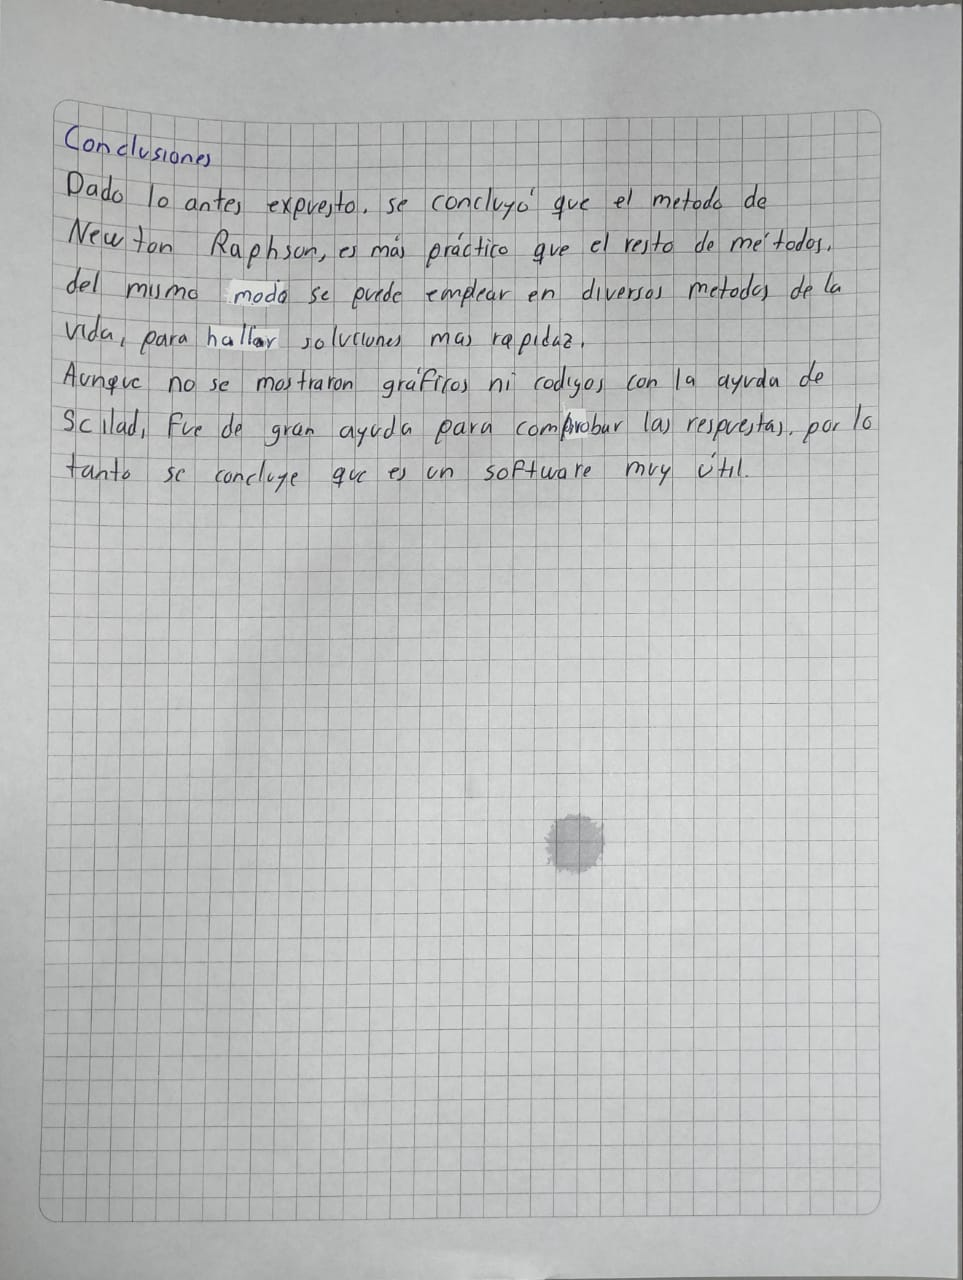 Conclusiones
Dado lo antes expuesto, se concluyó que el metodo de
Newton Raphson, es más práctico que el resto de métodos,
del mismo modo se puede emplear en diversos metodos de la
vida, para hallar soluciones mas rapidaz.
Aunque no se mostraron gráficos ni codigos con la ayuda de
Scilad, Fue de gran ayuda para comprobar las respuestas, por lo
tanto se concluye que es un software muy útil.